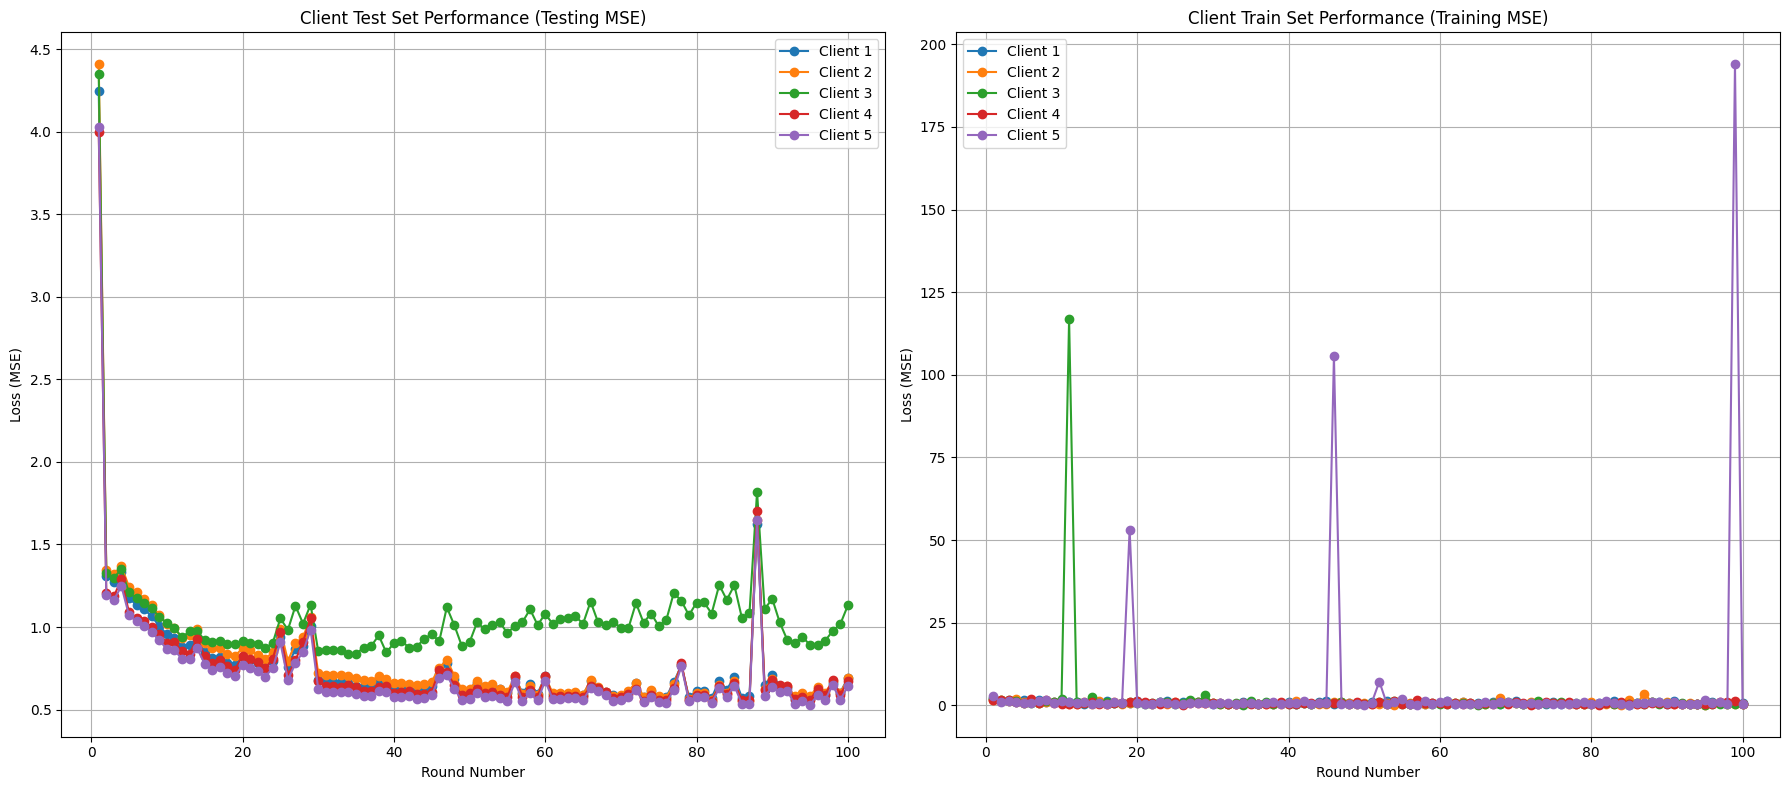 Client Test Set Performance (Testing MSE)
Loss (MSE)
4.5
4.0
3.5
3.0
2.5
2.0
1.5
1.0
0.5
0
20
40
60
80
100
Round Number
Client 1
Client 2
Client 3
Client 4
Client 5
Client Train Set Performance (Training MSE)
Loss (MSE)
200
175
150
125
100
75
50
25
0
0
20
40
60
80
100
Round Number
Client 1
Client 2
Client 3
Client 4
Client 5